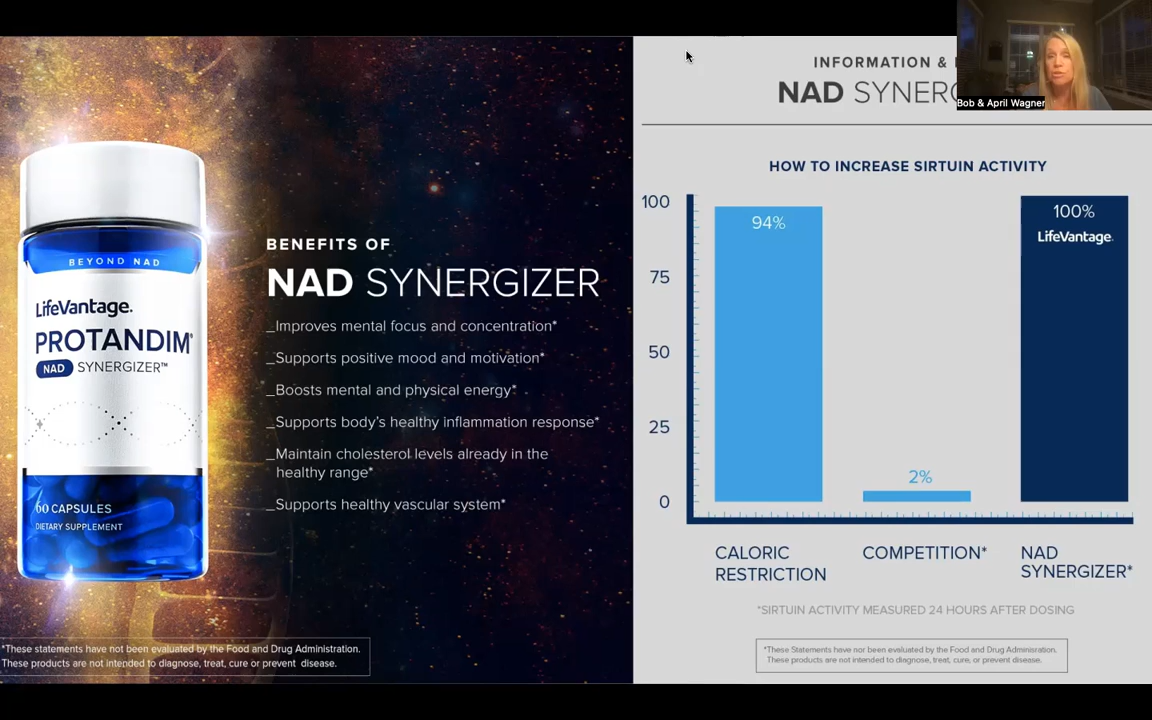 BEYOND NAD
LifeVantage.
PROTANDIM®
NAD SYNERGIZER™
60 CAPSULES
DIETARY SUPPLEMENT
BENEFITS OF
NAD SYNERGIZER
_Improves mental focus and concentration*
_Supports positive mood and motivation*
_Boosts mental and physical energy*
_Supports body's healthy inflammation response*
_Maintain cholesterol levels already in the
healthy range*
_Supports healthy vascular system*
*These statements have not been evaluated by the Food and Drug Administration.
These products are not intended to diagnose, treat, cure or prevent disease.
INFORMATION &
NAD SYNERG
Bob & April Wagner
HOW TO INCREASE SIRTUIN ACTIVITY
100
75
50
25
0
94%
2%
100%
LifeVantage.
CALORIC
RESTRICTION
COMPETITION*
NAD
SYNERGIZER*
*SIRTUIN ACTIVITY MEASURED 24 HOURS AFTER DOSING
*These Statements have nor been evaluated by the Food and Drug Adminisration.
These products are not intended to diagnose, treat, cure, or prevent disease.